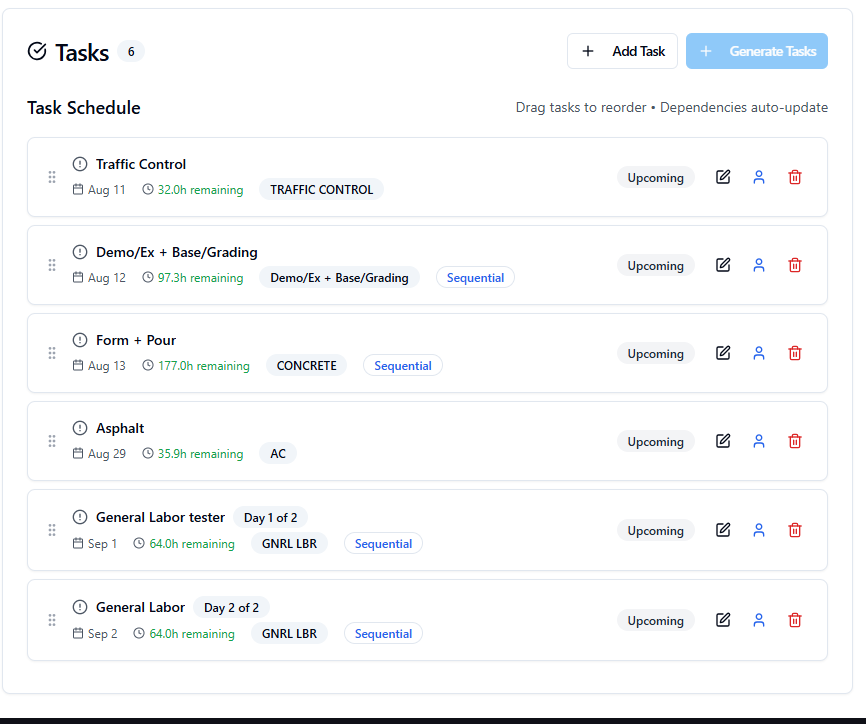 Tasks 6
Add Task
Generate Tasks
Task Schedule
Drag tasks to reorder • Dependencies auto-update
Traffic Control
Aug 11 32.0h remaining TRAFFIC CONTROL
Upcoming
Demo/Ex + Base/Grading
Aug 12 97.3h remaining Demo/Ex + Base/Grading Sequential
Upcoming
Form + Pour
Aug 13 177.0h remaining CONCRETE Sequential
Upcoming
Asphalt
Aug 29 35.9h remaining AC
Upcoming
General Labor tester Day 1 of 2
Sep 1 64.0h remaining GNRL LBR Sequential
Upcoming
General Labor Day 2 of 2
Sep 2 64.0h remaining GNRL LBR Sequential
Upcoming